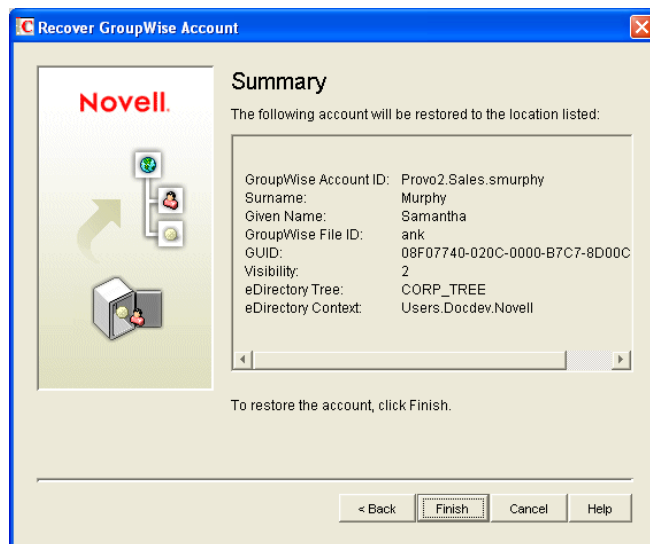 Recover GroupWise Account
Novell.
Summary
The following account will be restored to the location listed:
GroupWise Account ID: Provo2.Sales.smurphy
Surname: Murphy
Given Name: Samantha
GroupWise File ID: ank
GUID: 08F07740-020C-0000-B7C7-8D00C
Visibility: 2
eDirectory Tree: CORP_TREE
eDirectory Context: Users.Docdev.Novell
To restore the account, click Finish.
< Back Finish Cancel Help